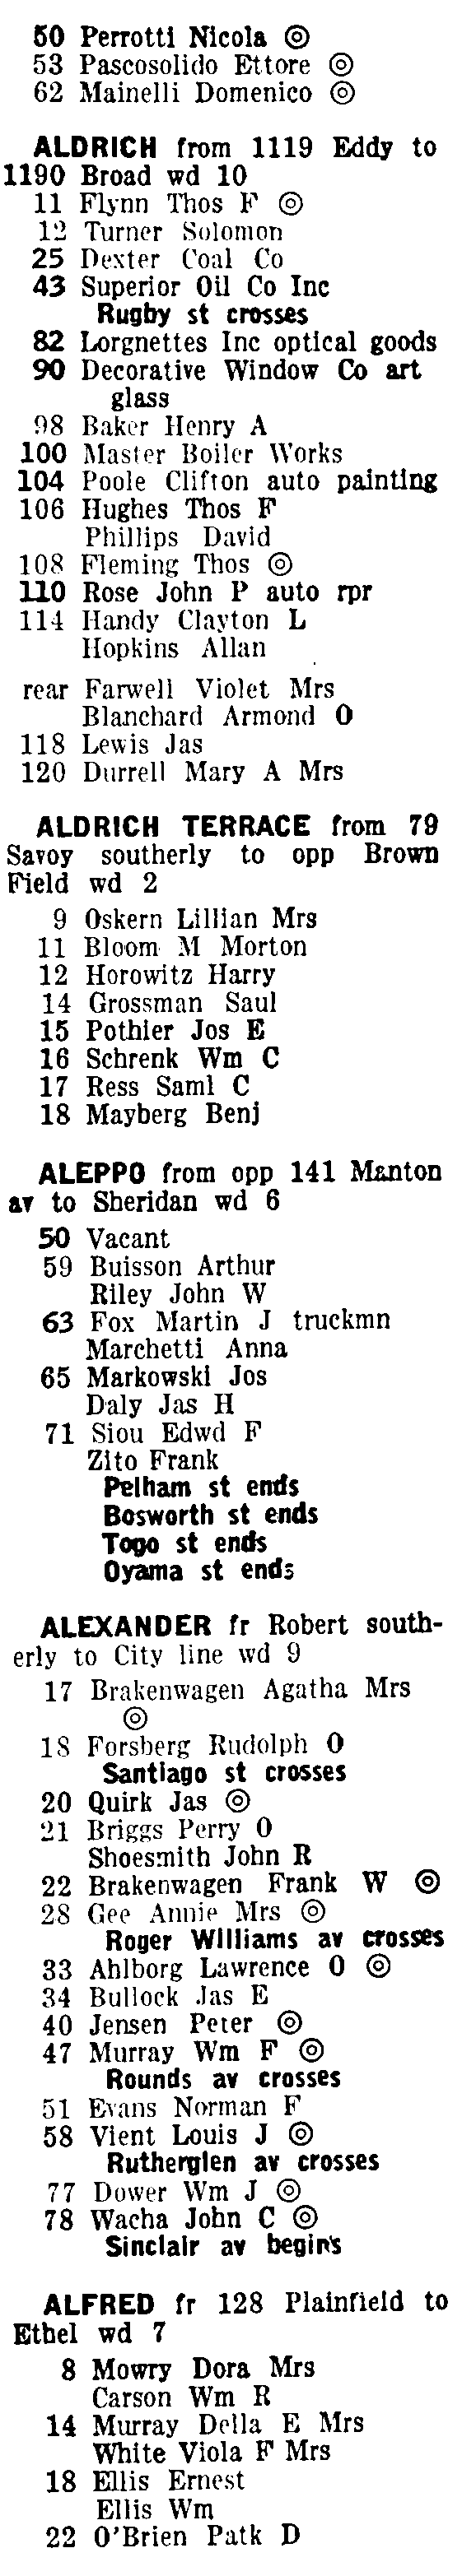 50 Perrotti Nicola ◎
53 Pascosolido Ettore ◎
62 Mainelli Domenico ◎
ALDRICH from 1119 Eddy to
1190 Broad wd 10
11 Flynn Thos F ◎
12 Turner Solomon
25 Dexter Coal Co
43 Superior Oil Co Inc
Rugby st crosses
82 Lorgnettes Inc optical goods
90 Decorative Window Co art
glass
98 Baker Henry A
100 Master Boiler Works
104 Poole Clifton auto painting
106 Hughes Thos F
Phillips David
108 Fleming Thos ◎
110 Rose John P auto rpr
114 Handy Clayton L
Hopkins Allan
rear Farwell Violet Mrs
Blanchard Armond O
118 Lewis Jas
120 Durrell Mary A Mrs
ALDRICH TERRACE from 79
Savoy southerly to opp Brown
Field wd 2
9 Oskern Lillian Mrs
11 Bloom M Morton
12 Horowitz Harry
14 Grossman Saul
15 Pothier Jos E
16 Schrenk Wm C
17 Ress Saml C
18 Mayberg Benj
ALEPPO from opp 141 Manton
av to Sheridan wd 6
50 Vacant
59 Buisson Arthur
Riley John W
63 Fox Martin J truckmn
Marchetti Anna
65 Markowski Jos
Daly Jas H
71 Siou Edwd F
Zito Frank
Pelham st ends
Bosworth st ends
Togo st ends
Oyama st ends
ALEXANDER fr Robert south-
erly to City line wd 9
17 Brakenwagen Agatha Mrs
◎
18 Forsberg Rudolph O
Santiago st crosses
20 Quirk Jas ◎
21 Briggs Perry O
Shoesmith John R
22 Brakenwagen Frank W ◎
28 Gee Annie Mrs ◎
Roger Williams av crosses
33 Ahlborg Lawrence O ◎
34 Bullock Jas E
40 Jensen Peter ◎
47 Murray Wm F ◎
Rounds av crosses
51 Evans Norman F
58 Vient Louis J ◎
Rutherglen av crosses
77 Dower Wm J ◎
78 Wacha John C ◎
Sinclair av begins
ALFRED fr 128 Plainfield to
Ethel wd 7
8 Mowry Dora Mrs
Carson Wm R
14 Murray Della E Mrs
White Viola F Mrs
18 Ellis Ernest
Ellis Wm
22 O'Brien Patk D